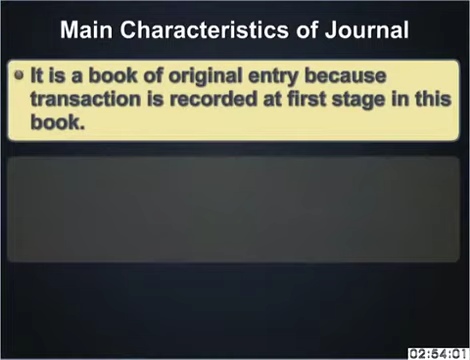 Main Characteristics of Journal
It is a book of original entry because
transaction is recorded at first stage in this
book.
02:54:01